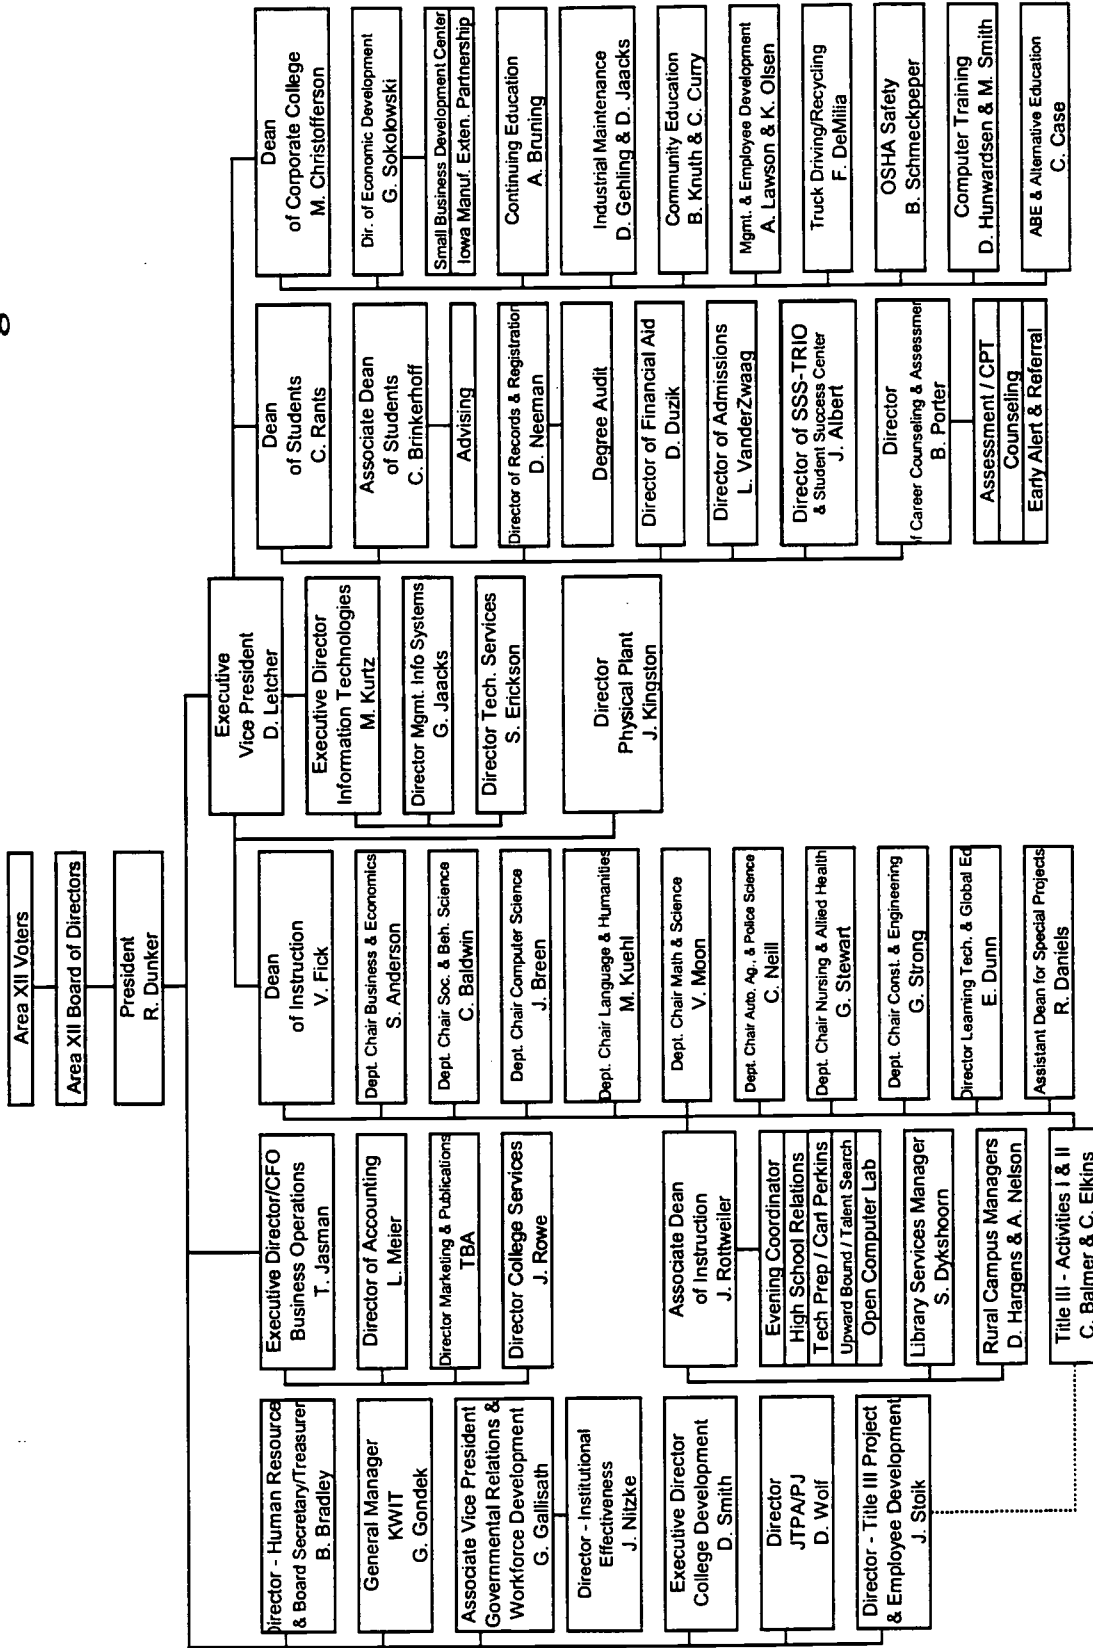 Area XII Voters
Area XII Board of Directors
President
R. Dunker
Director - Human Resource
& Board Secretary/Treasurer
B. Bradley
General Manager
KWIT
G. Gondek
Associate Vice President
Governmental Relations &
Workforce Development
G. Gallisath
Director - Institutional
Effectiveness
J. Nitzke
Executive Director
College Development
D. Smith
Director
JTPA/PJ
D. Wolf
Director - Title III Project
& Employee Development
J. Stoik
Executive Director/CFO
Business Operations
T. Jasman
Director of Accounting
L. Meier
Director Marketing & Publications
TBA
Director College Services
J. Rowe
Associate Dean
of Instruction
J. Rottweiler
Evening Coordinator
High School Relations
Tech Prep / Carl Perkins
Upward Bound / Talent Search
Open Computer Lab
Library Services Manager
S. Dykshoorn
Rural Campus Managers
D. Hargens & A. Nelson
Title III - Activities I & II
C. Balmer & C. Elkins
Dean
of Instruction
V. Fick
Dept. Chair Business & Economics
S. Anderson
Dept. Chair Soc. & Beh. Science
C. Baldwin
Dept. Chair Computer Science
J. Breen
Dept. Chair Language & Humanities
M. Kuehl
Dept. Chair Math & Science
V. Moon
Dept. Chair Auto, Ag., & Police Science
C. Neill
Dept. Chair Nursing & Allied Health
G. Stewart
Dept. Chair Const. & Engineering
G. Strong
Director Learning Tech. & Global Ed
E. Dunn
Assistant Dean for Special Projects
R. Daniels
Executive
Vice President
D. Letcher
Executive Director
Information Technologies
M. Kurtz
Director Mgmt. Info Systems
G. Jaacks
Director Tech. Services
S. Erickson
Director
Physical Plant
J. Kingston
Dean
of Students
C. Rants
Associate Dean
of Students
C. Brinkerhoff
Advising
Director of Records & Registration
D. Neeman
Degree Audit
Director of Financial Aid
D. Duzik
Director of Admissions
L. VanderZwaag
Director of SSS-TRIO
& Student Success Center
J. Albert
Director
of Career Counseling & Assessmen
B. Porter
Assessment / CPT
Counseling
Early Alert & Referral
Dean
of Corporate College
M. Christofferson
Dir. of Economic Development
G. Sokolowski
Small Business Development Center
Iowa Manuf. Exten. Partnership
Continuing Education
A. Bruning
Industrial Maintenance
D. Gehling & D. Jaacks
Community Education
B. Knuth & C. Curry
Mgmt. & Employee Development
A. Lawson & K. Olsen
Truck Driving/Recycling
F. DeMilia
OSHA Safety
B. Schmeckpeper
Computer Training
D. Hunwardsen & M. Smith
ABE & Alternative Education
C. Case